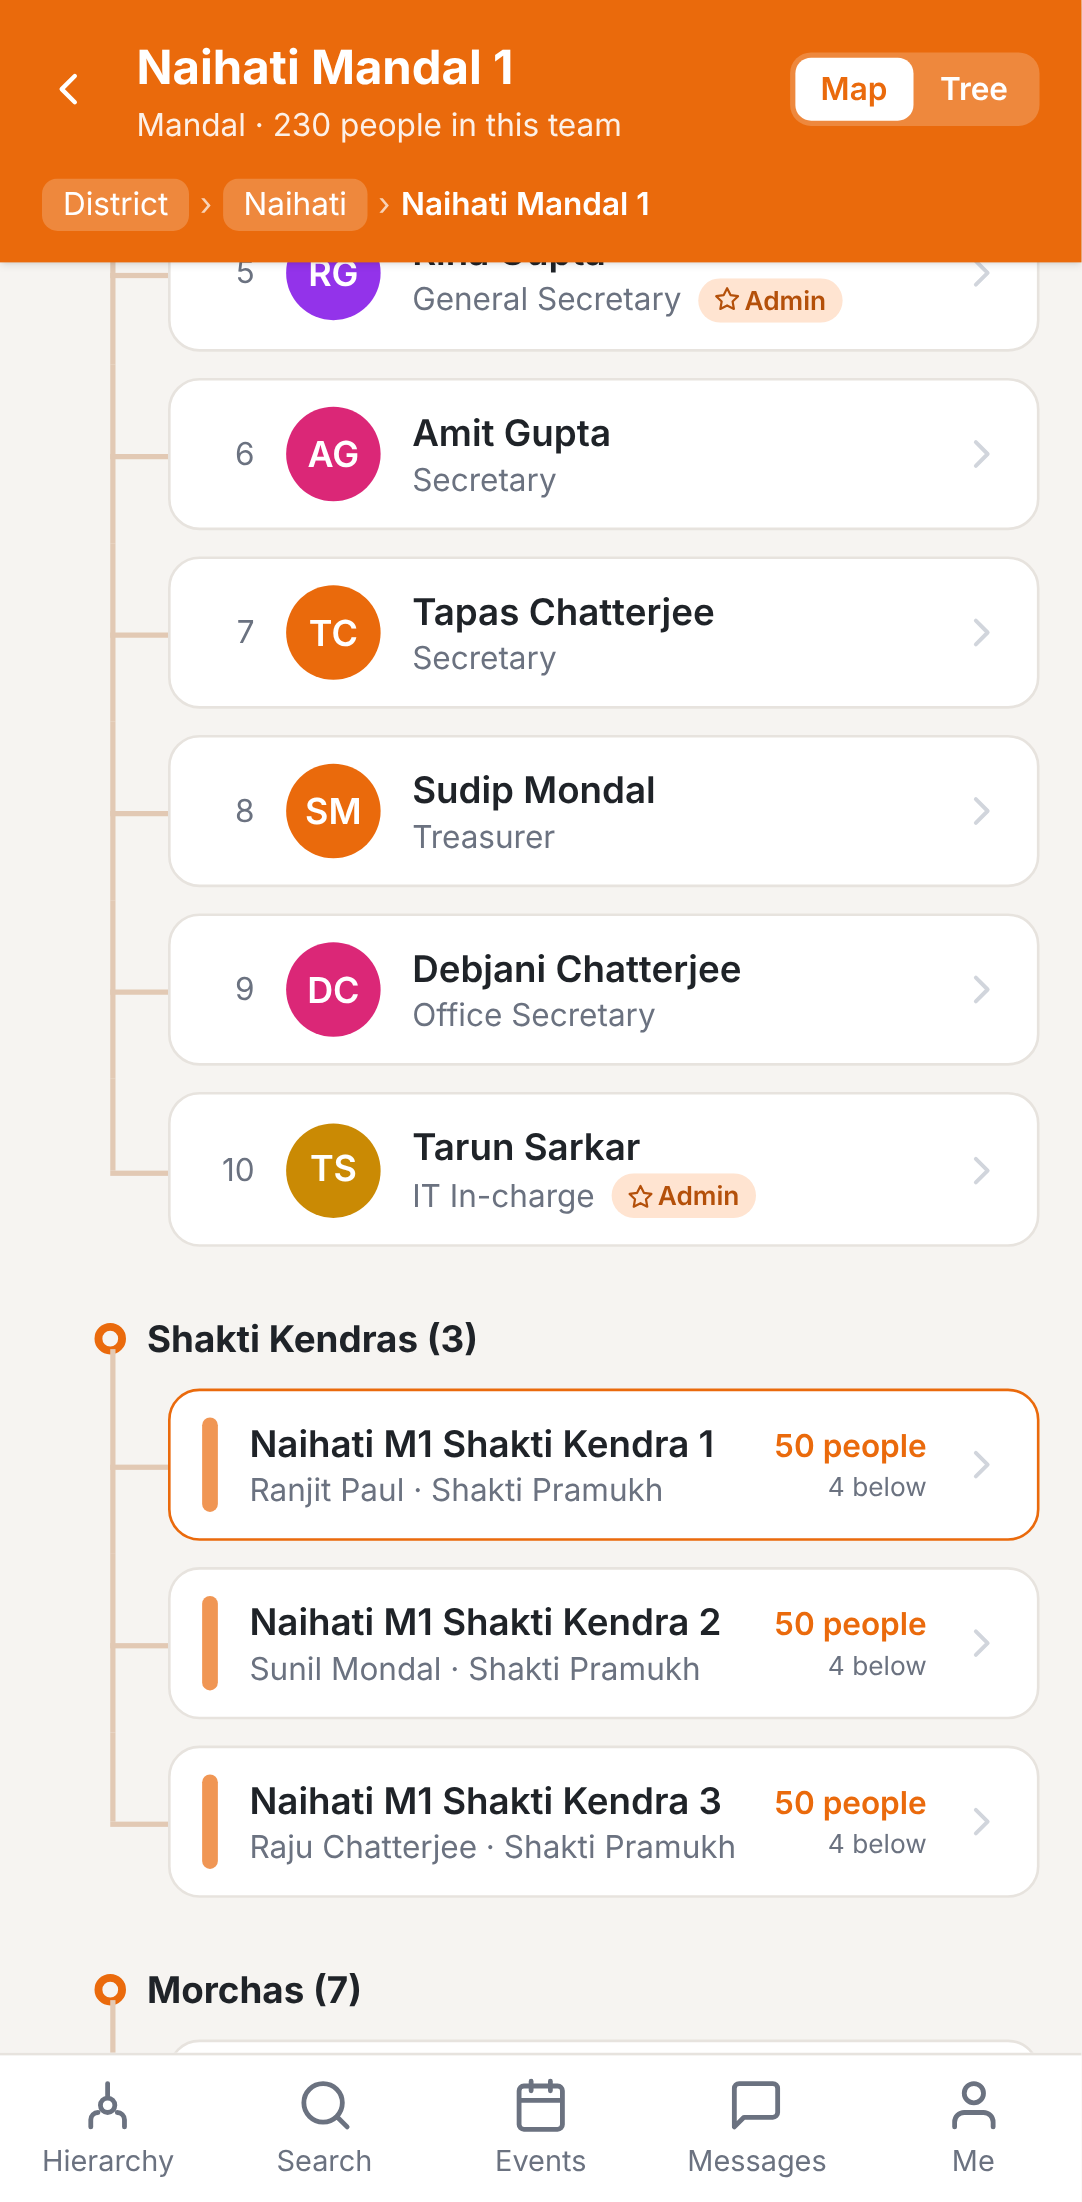 Naihati Mandal 1
Mandal · 230 people in this team
Map Tree
District › Naihati › Naihati Mandal 1
5 RG
General Secretary Admin
6 AG Amit Gupta
Secretary
7 TC Tapas Chatterjee
Secretary
8 SM Sudip Mondal
Treasurer
9 DC Debjani Chatterjee
Office Secretary
10 TS Tarun Sarkar
IT In-charge Admin
Shakti Kendras (3)
Naihati M1 Shakti Kendra 1 50 people
Ranjit Paul · Shakti Pramukh 4 below
Naihati M1 Shakti Kendra 2 50 people
Sunil Mondal · Shakti Pramukh 4 below
Naihati M1 Shakti Kendra 3 50 people
Raju Chatterjee · Shakti Pramukh 4 below
Morchas (7)
Hierarchy Search Events Messages Me